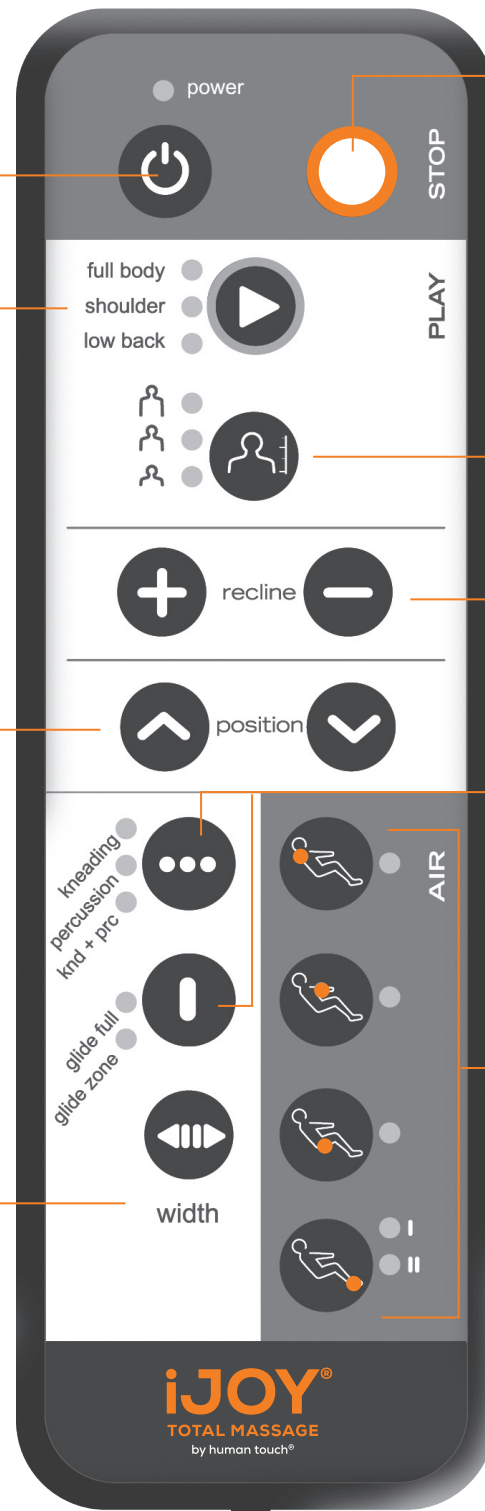 power
STOP
full body
shoulder
low back
PLAY
recline
position
kneading
percussion
knd + prc
AIR
glide full
glide zone
I
II
width
iJOY®
TOTAL MASSAGE
by human touch®